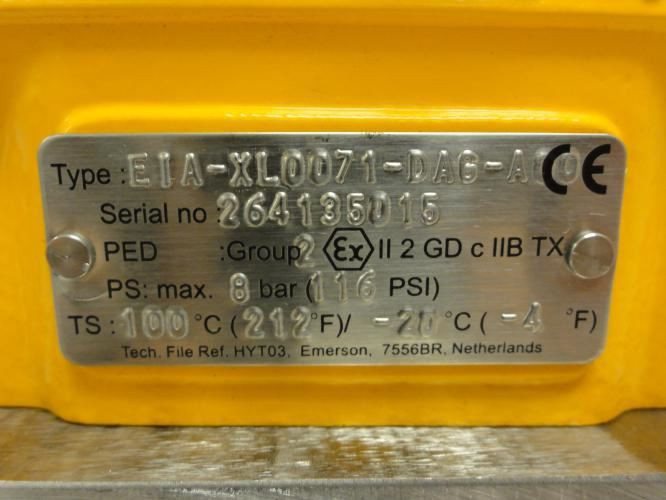 Type : EIA-XL0071-DAG- CE
Serial no : 264135015
PED :Group 2 Ex II 2 GD c IIB TX
PS: max. 8 bar (116 PSI)
TS : 100 °C ( 212 °F)/ -20 °C ( -4 °F)
Tech. File Ref. HYT03, Emerson, 7556BR, Netherlands